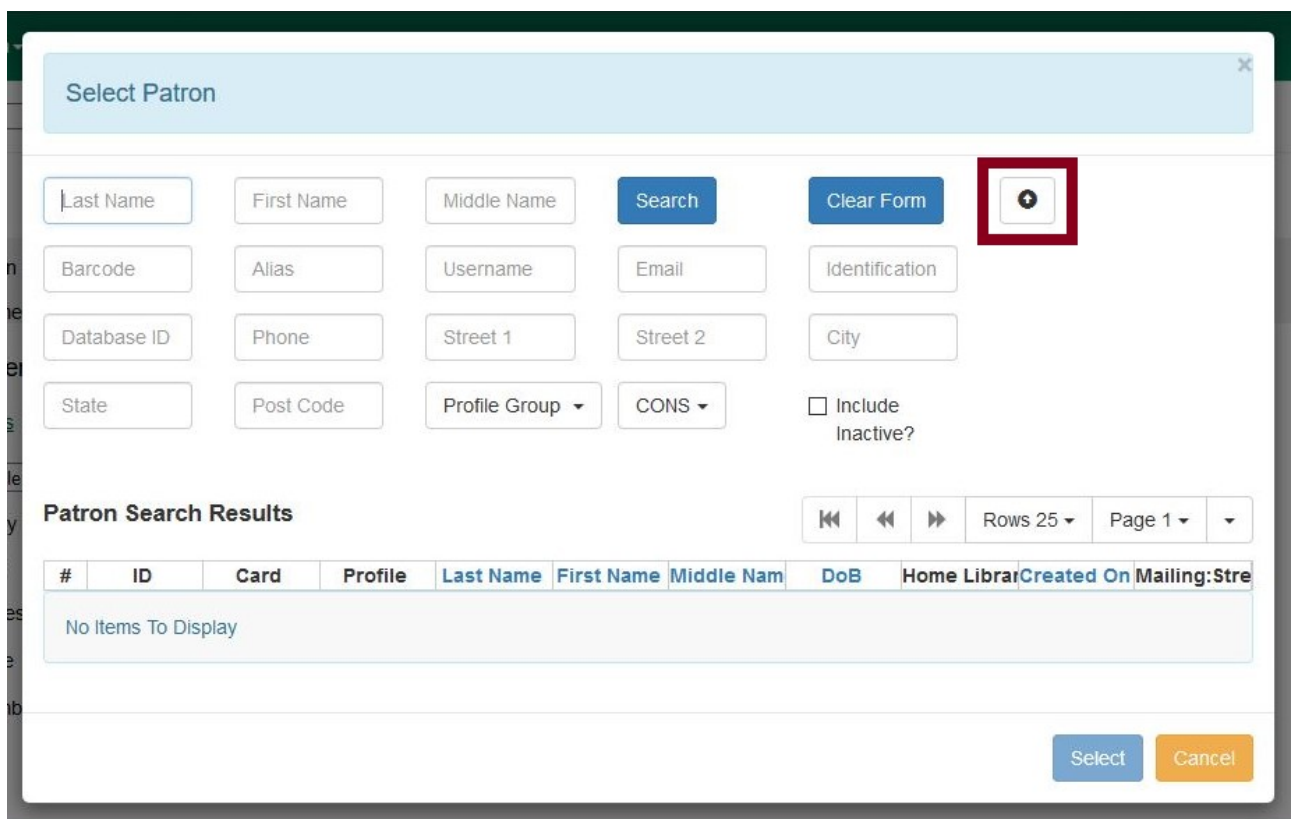 Select Patron
×
Last Name First Name Middle Name Search Clear Form
Barcode Alias Username Email Identification
Database ID Phone Street 1 Street 2 City
State Post Code Profile Group CONS Include
Inactive?
Patron Search Results Rows 25 Page 1
# ID Card Profile Last Name First Name Middle Nam DoB Home Librar Created On Mailing:Stre
No Items To Display
Select Cancel